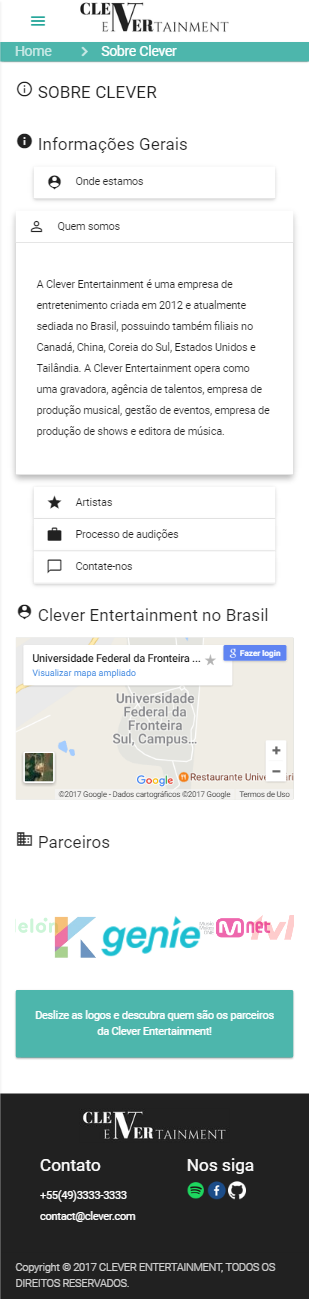 CLEVER
ENTERTAINMENT
Home > Sobre Clever
SOBRE CLEVER
Informações Gerais
Onde estamos
Quem somos
A Clever Entertainment é uma empresa de
entretenimento criada em 2012 e atualmente
sediada no Brasil, possuindo também filiais no
Canadá, China, Coreia do Sul, Estados Unidos e
Tailândia. A Clever Entertainment opera como
uma gravadora, agência de talentos, empresa de
produção musical, gestão de eventos, empresa de
produção de shows e editora de música.
Artistas
Processo de audições
Contate-nos
Clever Entertainment no Brasil
Universidade Federal da Fronteira ...
Visualizar mapa ampliado
Fazer login
Universidade
Federal da
Fronteira
Sul, Campus...
Google
Restaurante Univer
©2017 Google - Dados cartográficos ©2017 Google Termos de Uso
Parceiros
elon K genie M net tvN
Deslize as logos e descubra quem são os parceiros
da Clever Entertainment!
CLEVER
ENTERTAINMENT
Contato Nos siga
+55(49)3333-3333
contact@clever.com
Copyright © 2017 CLEVER ENTERTAINMENT, TODOS OS
DIREITOS RESERVADOS.